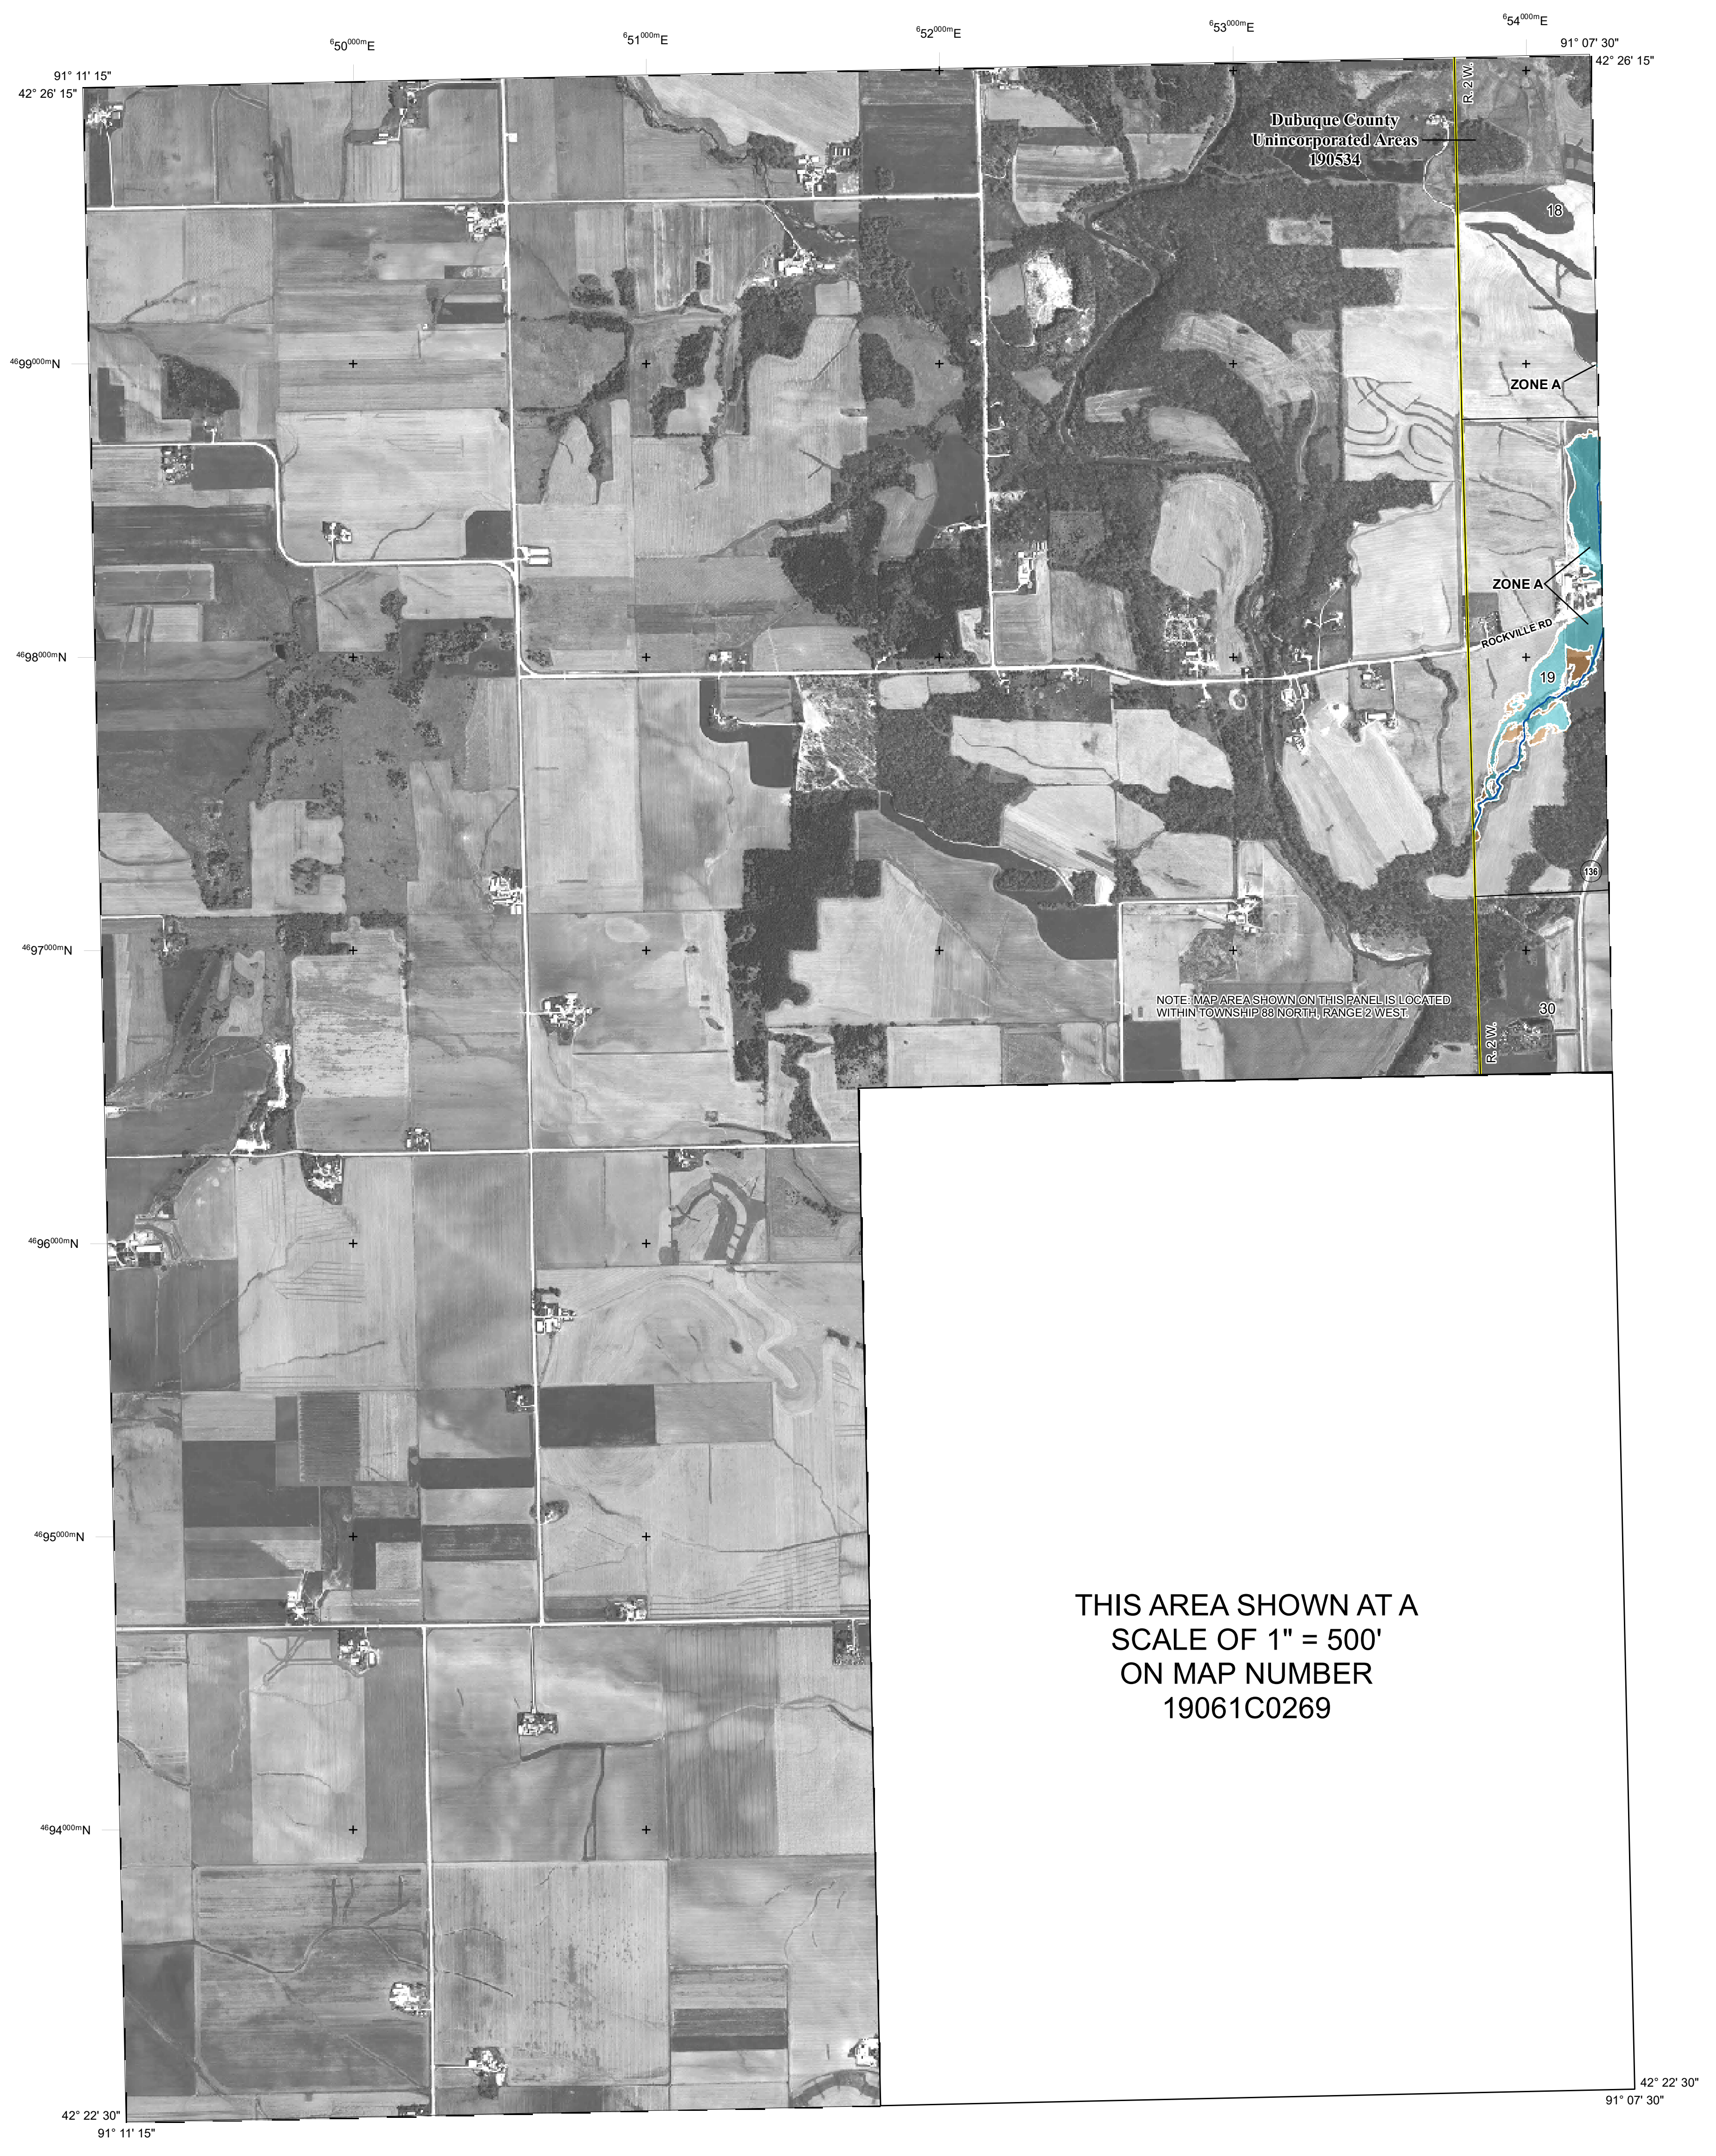 650000mE
651000mE
652000mE
653000mE
654000mE
91° 11' 15"
42° 26' 15"
91° 07' 30"
42° 26' 15"
R. 2 W.
Dubuque County
Unincorporated Areas
190534
18
4699000mN
ZONE A
ZONE A
ROCKVILLE RD
4698000mN
19
136
4697000mN
NOTE: MAP AREA SHOWN ON THIS PANEL IS LOCATED
WITHIN TOWNSHIP 88 NORTH, RANGE 2 WEST.
30
R. 2 W.
4696000mN
4695000mN
THIS AREA SHOWN AT A
SCALE OF 1" = 500'
ON MAP NUMBER
19061C0269
4694000mN
42° 22' 30"
91° 11' 15"
42° 22' 30"
91° 07' 30"